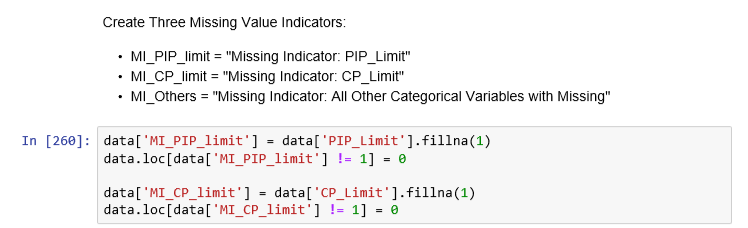 Create Three Missing Value Indicators:
• MI_PIP_limit = "Missing Indicator: PIP_Limit"
• MI_CP_limit = "Missing Indicator: CP_Limit"
• MI_Others = "Missing Indicator: All Other Categorical Variables with Missing"
In [260]: data['MI_PIP_limit'] = data['PIP_Limit'].fillna(1)
data.loc[data['MI_PIP_limit'] != 1] = 0
data['MI_CP_limit'] = data['CP_Limit'].fillna(1)
data.loc[data['MI_CP_limit'] != 1] = 0